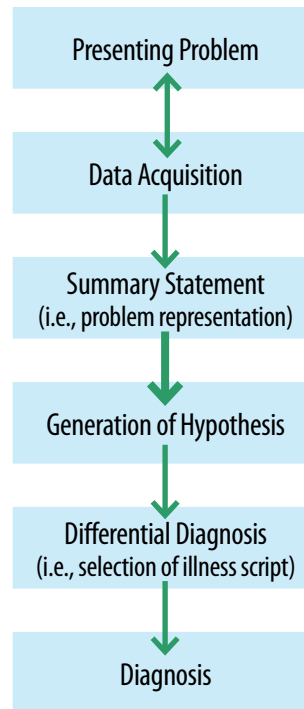 Presenting Problem
Data Acquisition
Summary Statement
(i.e., problem representation)
Generation of Hypothesis
Differential Diagnosis
(i.e., selection of illness script)
Diagnosis